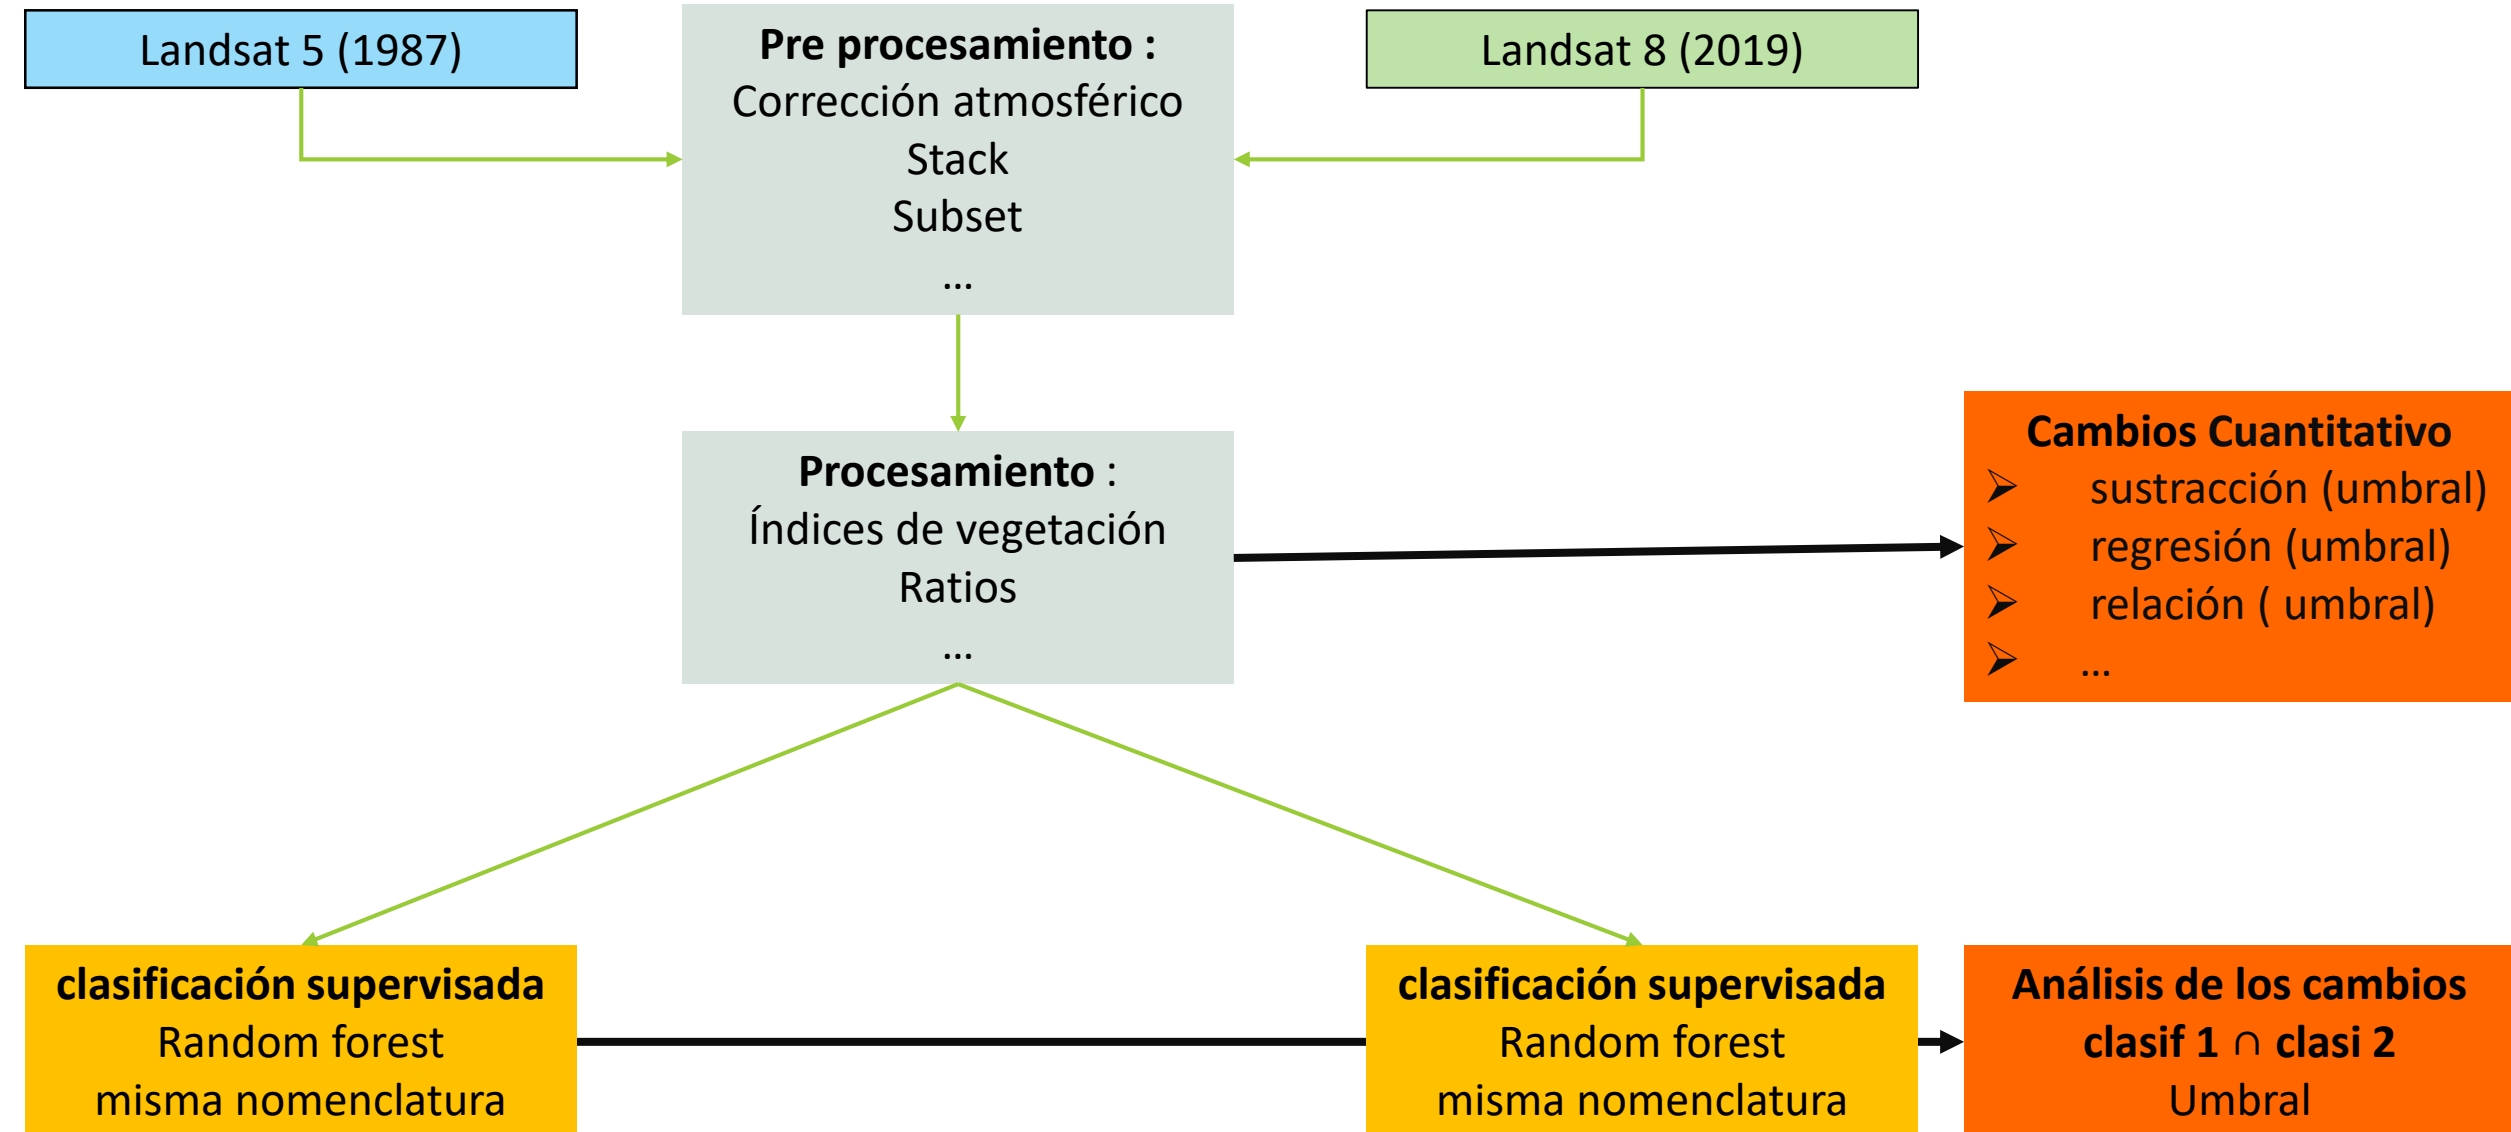 Landsat 5 (1987)
Pre procesamiento :
Corrección atmosférico
Stack
Subset
...
Landsat 8 (2019)
Procesamiento :
Índices de vegetación
Ratios
...
Cambios Cuantitativo
➢ sustracción (umbral)
➢ regresión (umbral)
➢ relación ( umbral)
➢ ...
clasificación supervisada
Random forest
misma nomenclatura
clasificación supervisada
Random forest
misma nomenclatura
Análisis de los cambios
clasif 1 ∩ clasi 2
Umbral